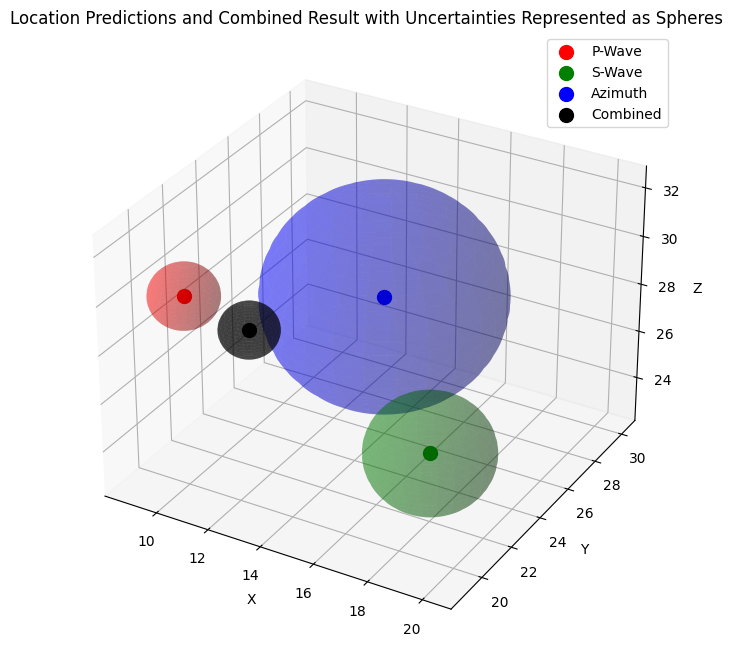 Location Predictions and Combined Result with Uncertainties Represented as Spheres
P-Wave
S-Wave
Azimuth
Combined
32
30
28
26
24
Z
30
28
26
24
22
20
Y
10
12
14
16
18
20
X